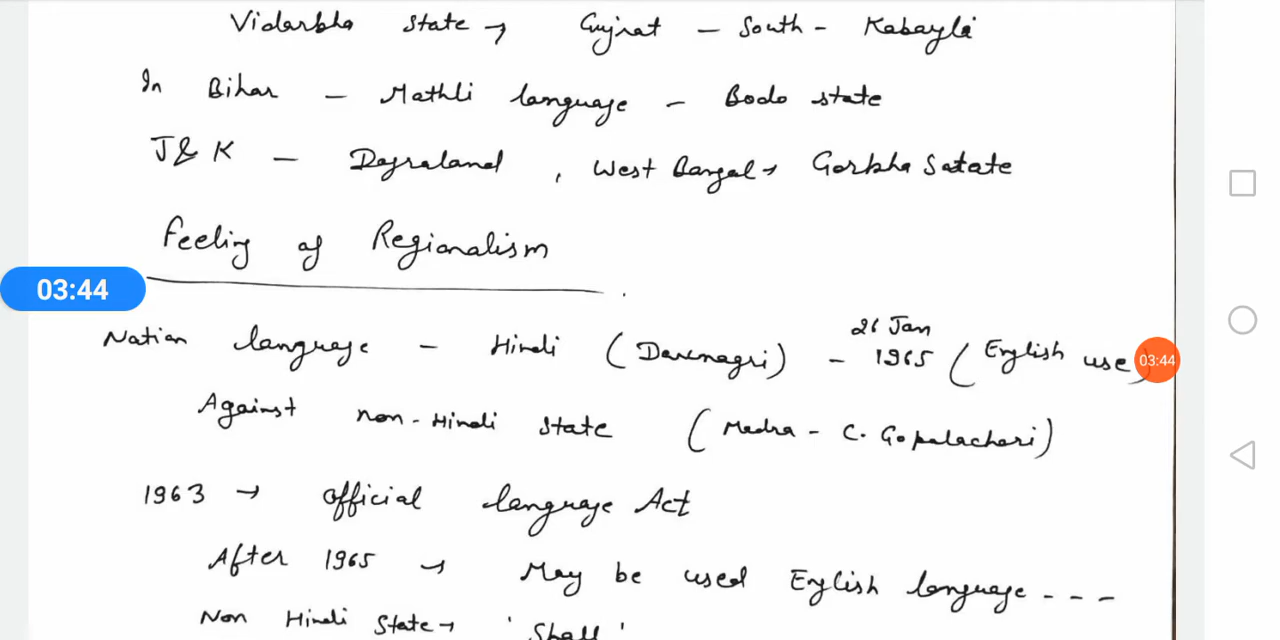 Vidarbha state → Gujrat - South - Kabayli
In Bihar - Mathli language - Bodo state
J&K - Dograland, West Bangal → Gorkha Satate
Feeling of Regionalism
03:44
Nation language - Hindi (Devnagri) - 26 Jan 1965 (English use)
03:44
Against non-Hindi state (Madra - C. Gopalachari)
1963 → Official language Act
After 1965 → May be used English language ---
Non Hindi State → 'Shall'